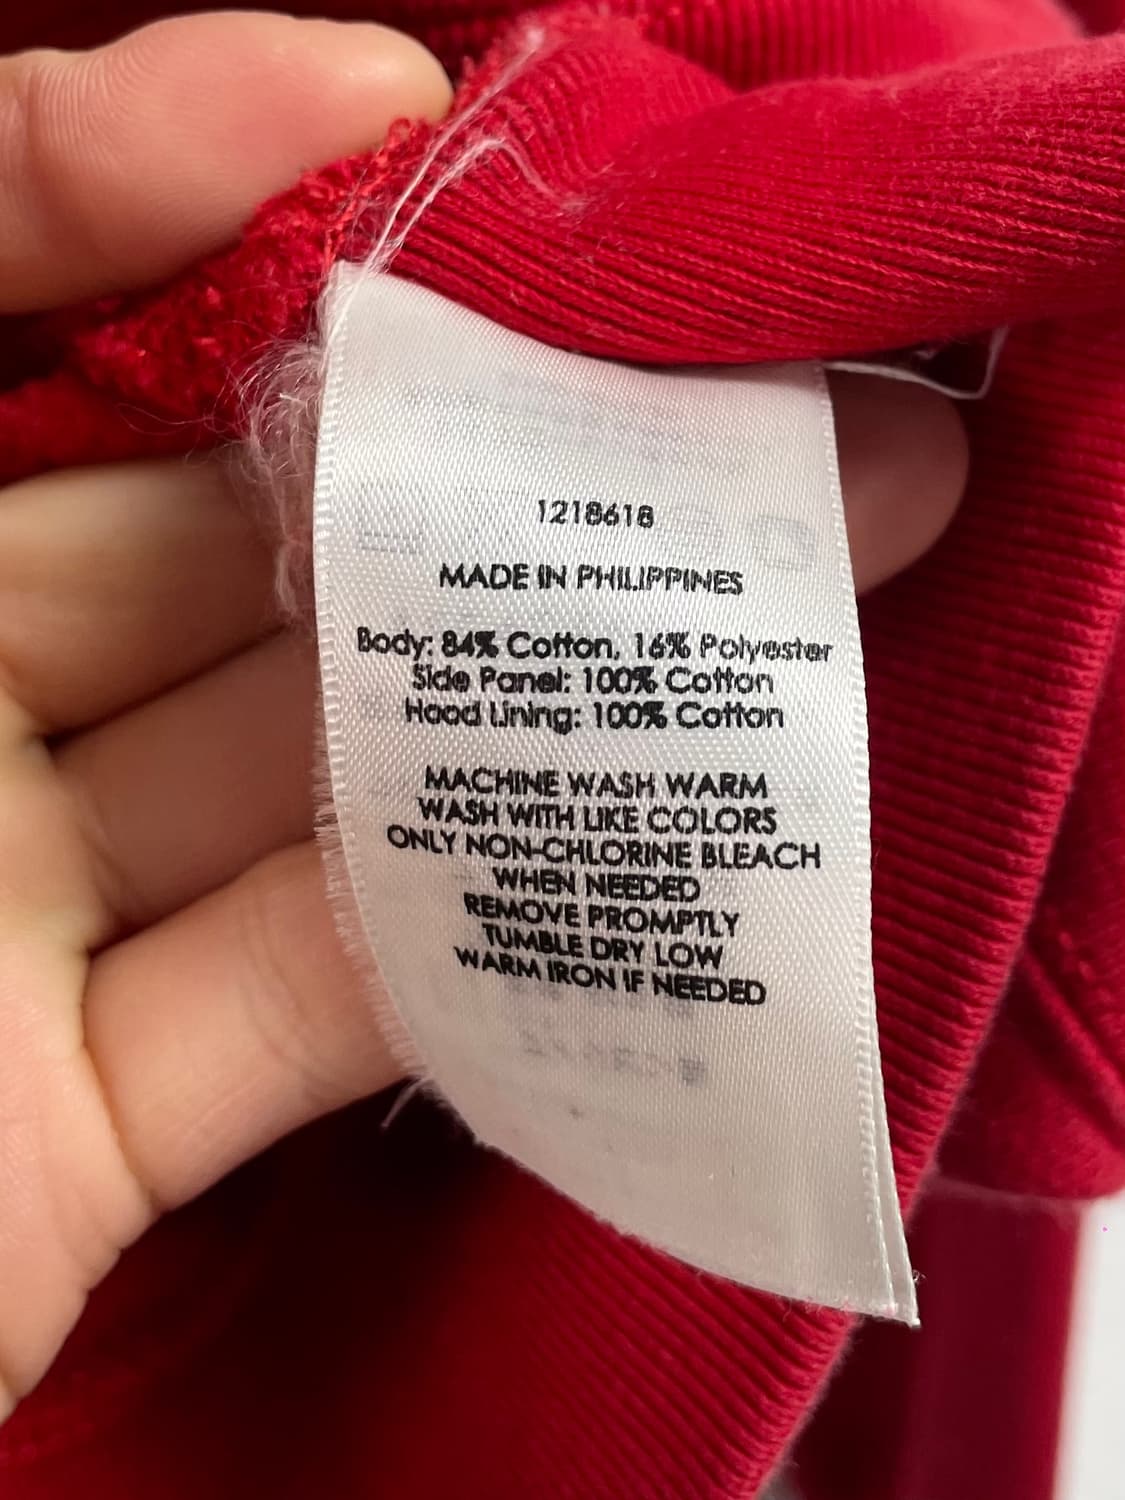 1218618
MADE IN PHILIPPINES
Body: 84% Cotton, 16% Polyester
Side Panel: 100% Cotton
Hood Lining: 100% Cotton
MACHINE WASH WARM
WASH WITH LIKE COLORS
ONLY NON-CHLORINE BLEACH
WHEN NEEDED
REMOVE PROMPTLY
TUMBLE DRY LOW
WARM IRON IF NEEDED